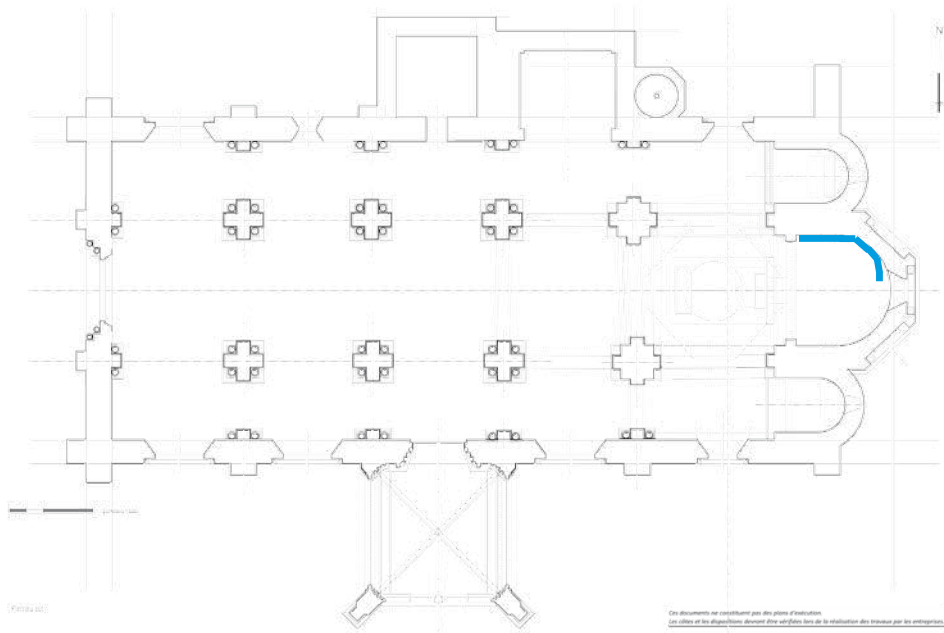 N
Ces documents ne constituent pas des plans d'exécution.
Les côtes et les dispositions devront être vérifiées lors de la réalisation des travaux par les entreprises